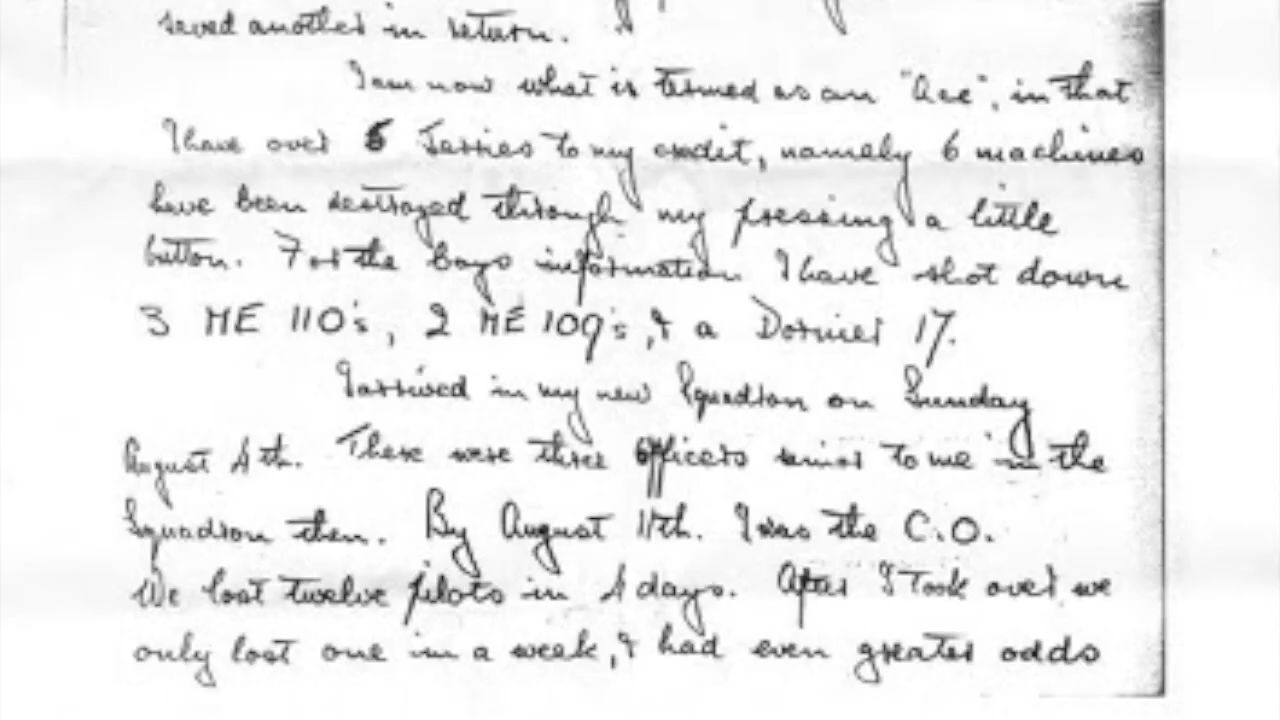 saved another in return.
I am now what is termed as an "Ace", in that
I have over 5 Jerries to my credit, namely 6 machines
have been destroyed through my pressing a little
button. For the boys information I have shot down
3 ME 110's, 2 ME 109's, & a Dornier 17.
I arrived in my new Squadron on Sunday
August 4th. There were three officers senior to me in the
Squadron then. By August 11th. I was the C.O.
We lost twelve pilots in 4 days. After I took over we
only lost one in a week, & had even greater odds